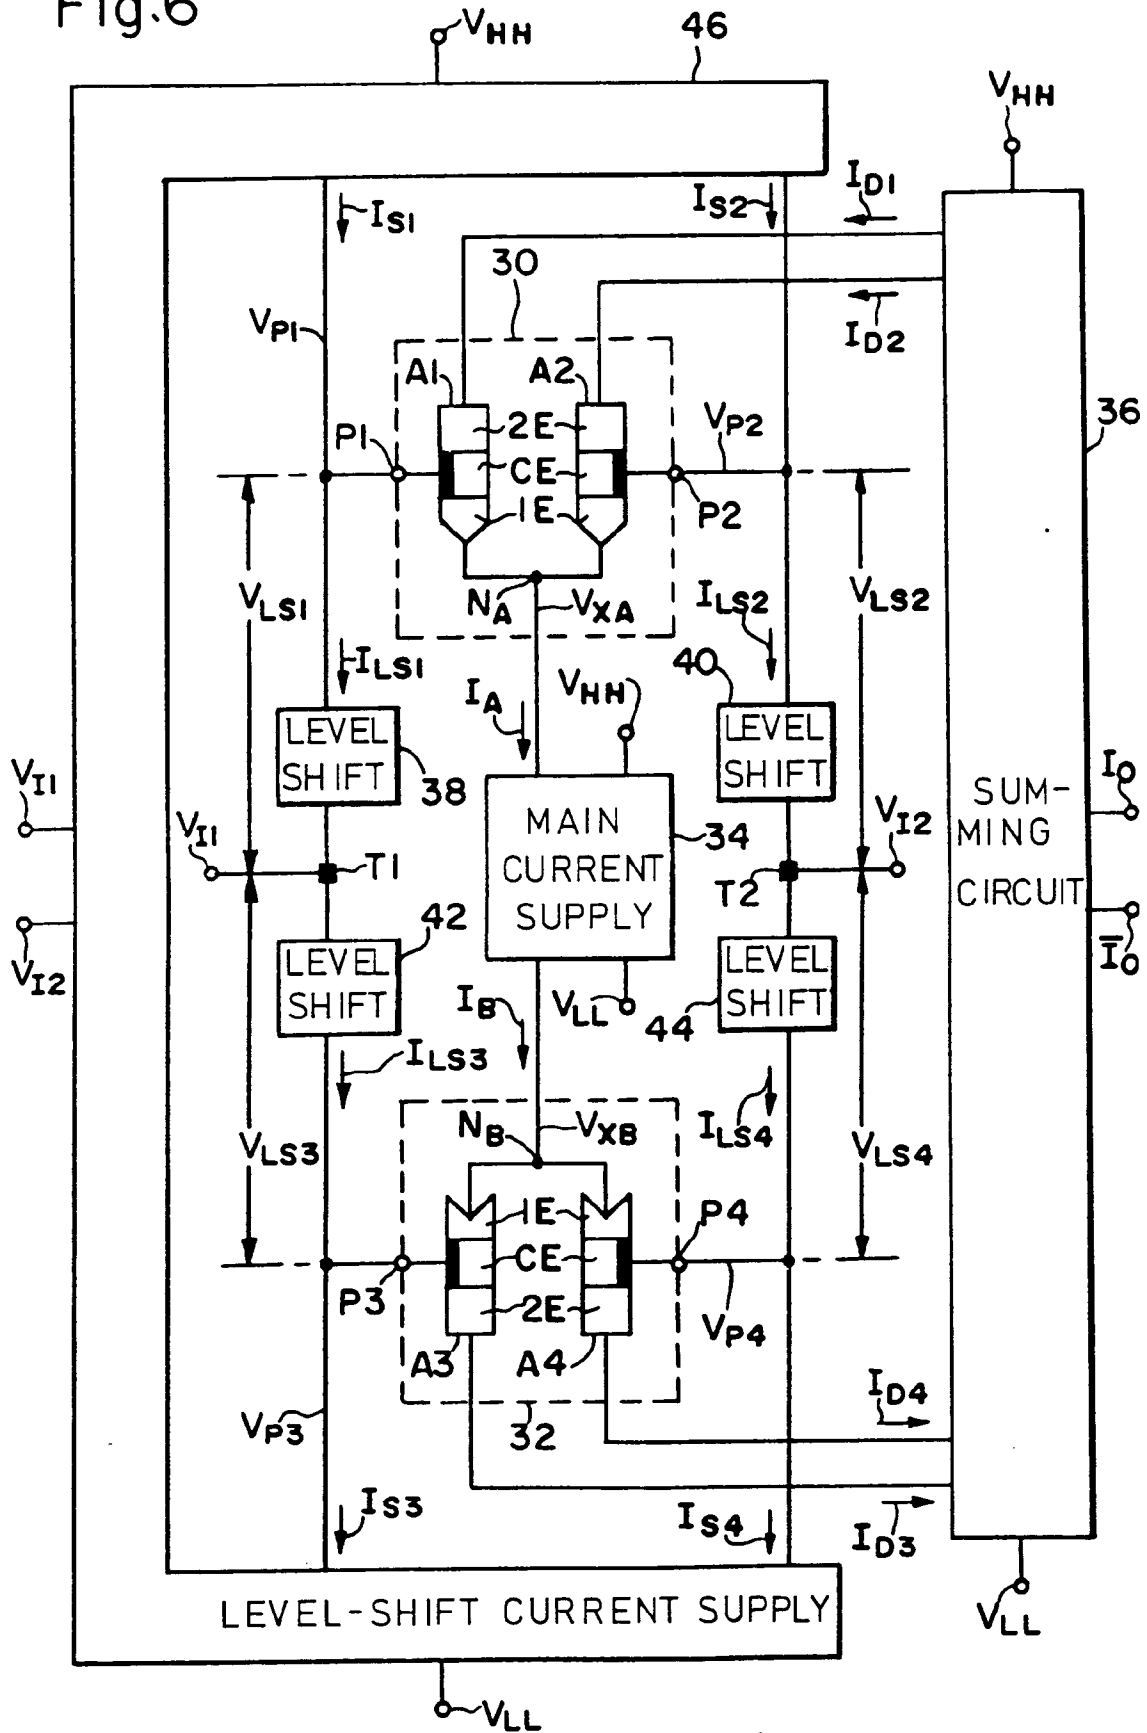 Fig.6
VHH
46
VHH
IS1
IS2
ID1
30
VP1
ID2
A1
A2
36
2E
VP2
P1
CE
1E
P2
NA
VXA
ILS2
VLS1
VLS2
ILS1
40
IA
VHH
LEVEL SHIFT
38
LEVEL SHIFT
VI1
MAIN CURRENT SUPPLY
34
SUM-
MING
CIRCUIT
IO
VI1
VI2
T1
T2
42
VI2
LEVEL SHIFT
LEVEL SHIFT
I̅O
IB
VLL
44
ILS3
NB
VXB
ILS4
VLS3
VLS4
1E
P4
CE
P3
2E
VP4
A3
A4
ID4
VP3
32
IS3
IS4
ID3
LEVEL-SHIFT CURRENT SUPPLY
VLL
VLL